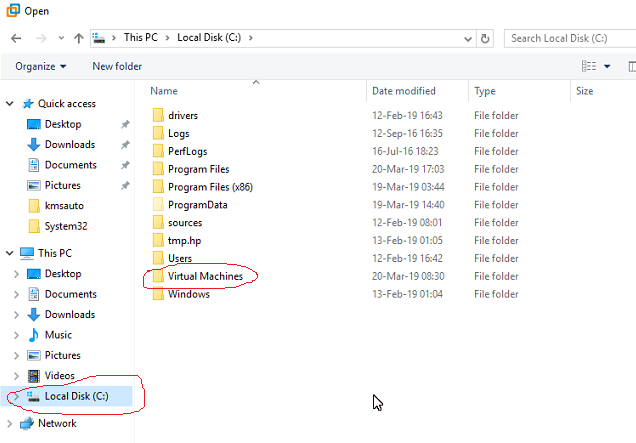 Open
This PC > Local Disk (C:) >
Search Local Disk (C:)
Organize
New folder
Name Date modified Type Size
Quick access
Desktop
Downloads
Documents
Pictures
kmsauto
System32
This PC
Desktop
Documents
Downloads
Music
Pictures
Videos
Local Disk (C:)
Network
drivers 12-Feb-19 16:43 File folder
Logs 12-Sep-16 16:35 File folder
PerfLogs 16-Jul-16 18:23 File folder
Program Files 20-Mar-19 17:03 File folder
Program Files (x86) 19-Mar-19 03:44 File folder
ProgramData 19-Mar-19 14:40 File folder
sources 12-Feb-19 08:01 File folder
tmp.hp 13-Feb-19 01:05 File folder
Users 12-Feb-19 16:42 File folder
Virtual Machines 20-Mar-19 08:30 File folder
Windows 13-Feb-19 01:04 File folder